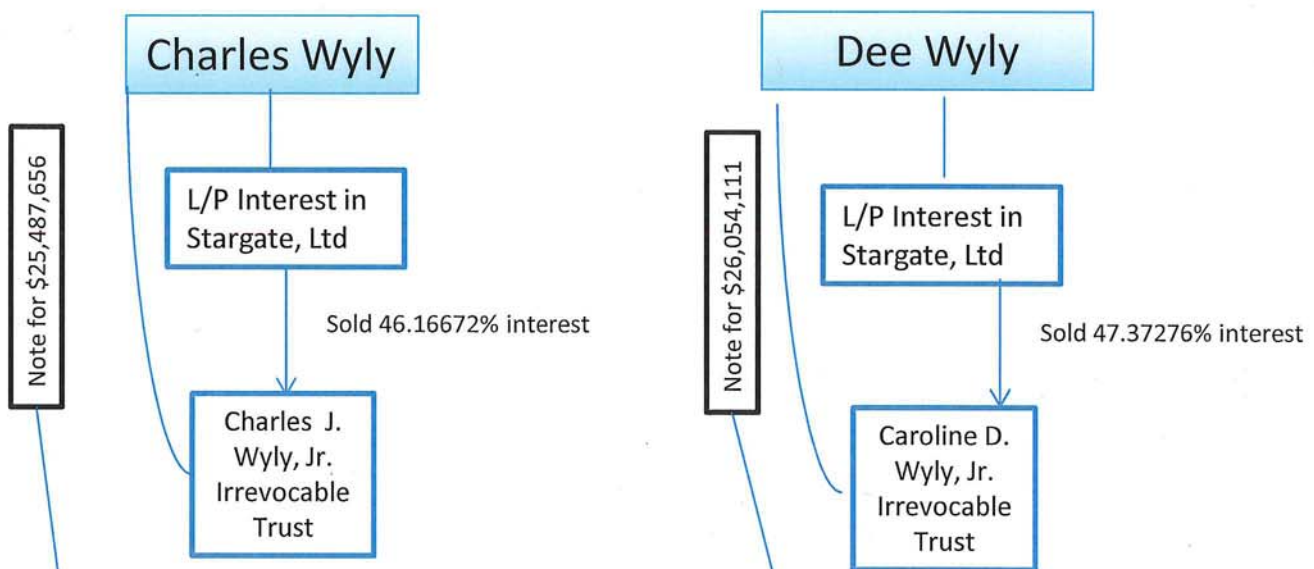 Charles Wyly
Note for $25,487,656
L/P Interest in
Stargate, Ltd
Sold 46.16672% interest
Charles J.
Wyly, Jr.
Irrevocable
Trust
Dee Wyly
Note for $26,054,111
L/P Interest in
Stargate, Ltd
Sold 47.37276% interest
Caroline D.
Wyly, Jr.
Irrevocable
Trust